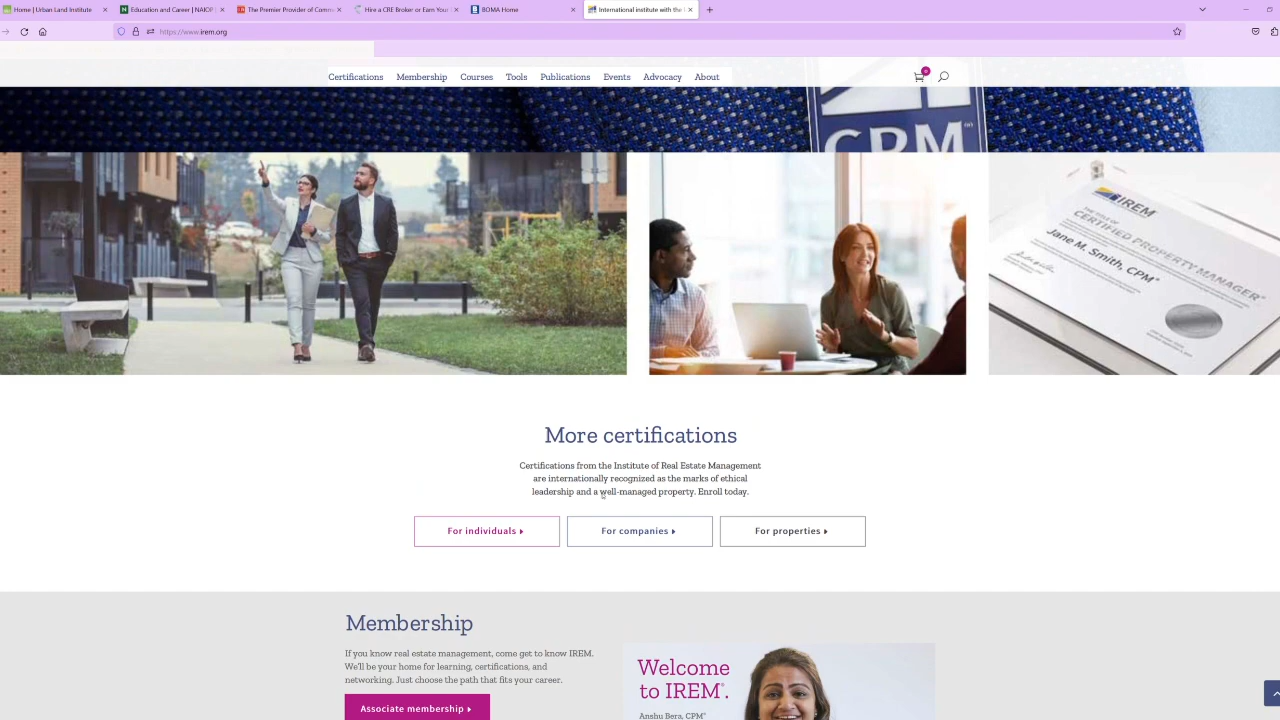 Home | Urban Land Institute
Education and Career | NAIOP |
The Premier Provider of Comm
Hire a CRE Broker or Earn You
BOMA Home
International institute with the l
https://www.irem.org
Certifications Membership Courses Tools Publications Events Advocacy About
0
CPM
IREM
THE TITLE OF
CERTIFIED PROPERTY MANAGER
Jane M. Smith, CPM®
More certifications
Certifications from the Institute of Real Estate Management
are internationally recognized as the marks of ethical
leadership and a well-managed property. Enroll today.
For individuals
For companies
For properties
Membership
If you know real estate management, come get to know IREM.
We'll be your home for learning, certifications, and
networking. Just choose the path that fits your career.
Associate membership
Welcome
to IREM®.
Anshu Bera, CPM®